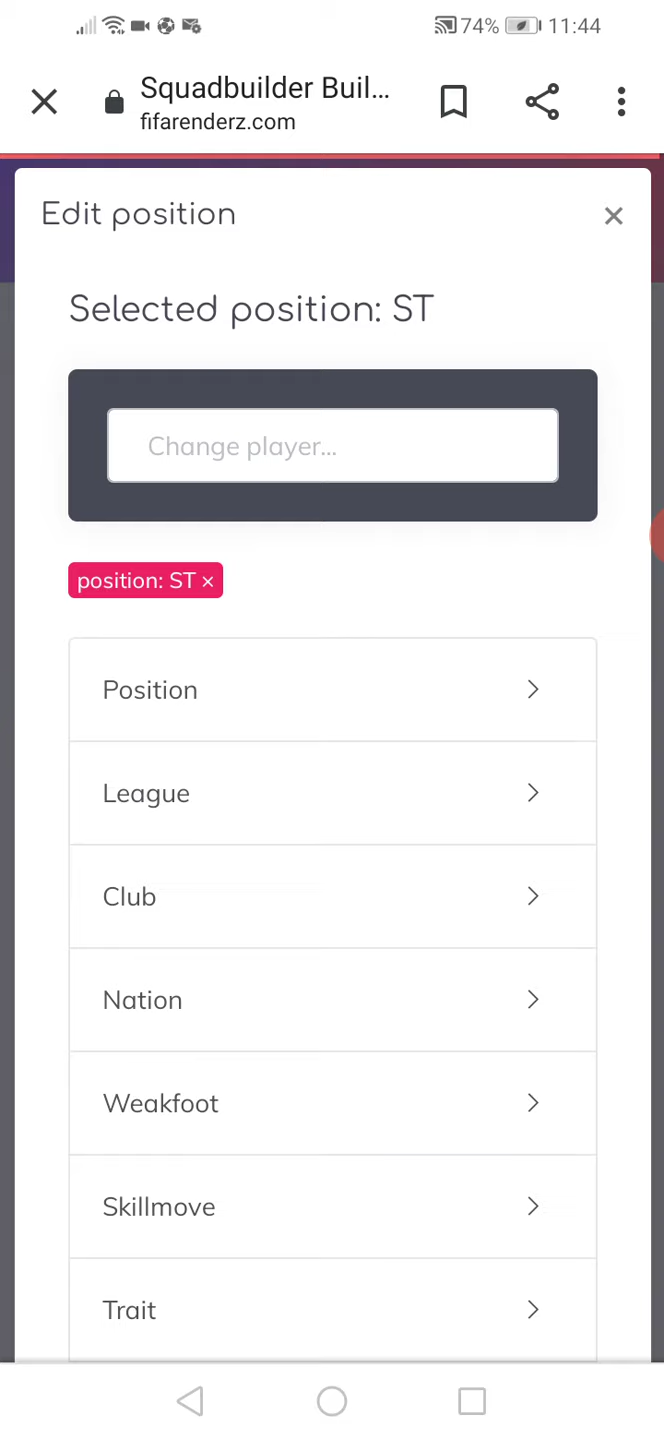 74% 11:44
Squadbuilder Buil...
fifarenderz.com
Edit position
Selected position: ST
Change player...
position: ST ×
Position
League
Club
Nation
Weakfoot
Skillmove
Trait